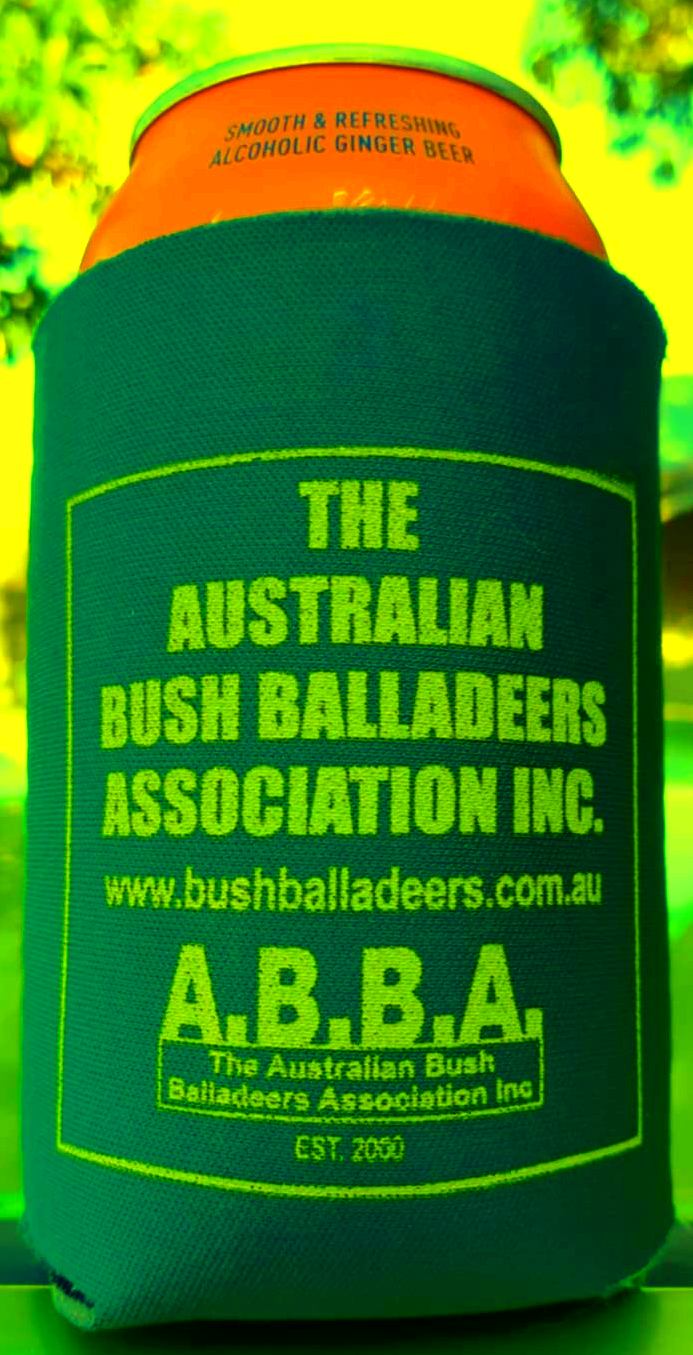 SMOOTH & REFRESHING
ALCOHOLIC GINGER BEER
THE
AUSTRALIAN
BUSH BALLADEERS
ASSOCIATION INC.
www.bushballadeers.com.au
A.B.B.A.
The Australian Bush
Balladeers Association Inc
EST. 2000